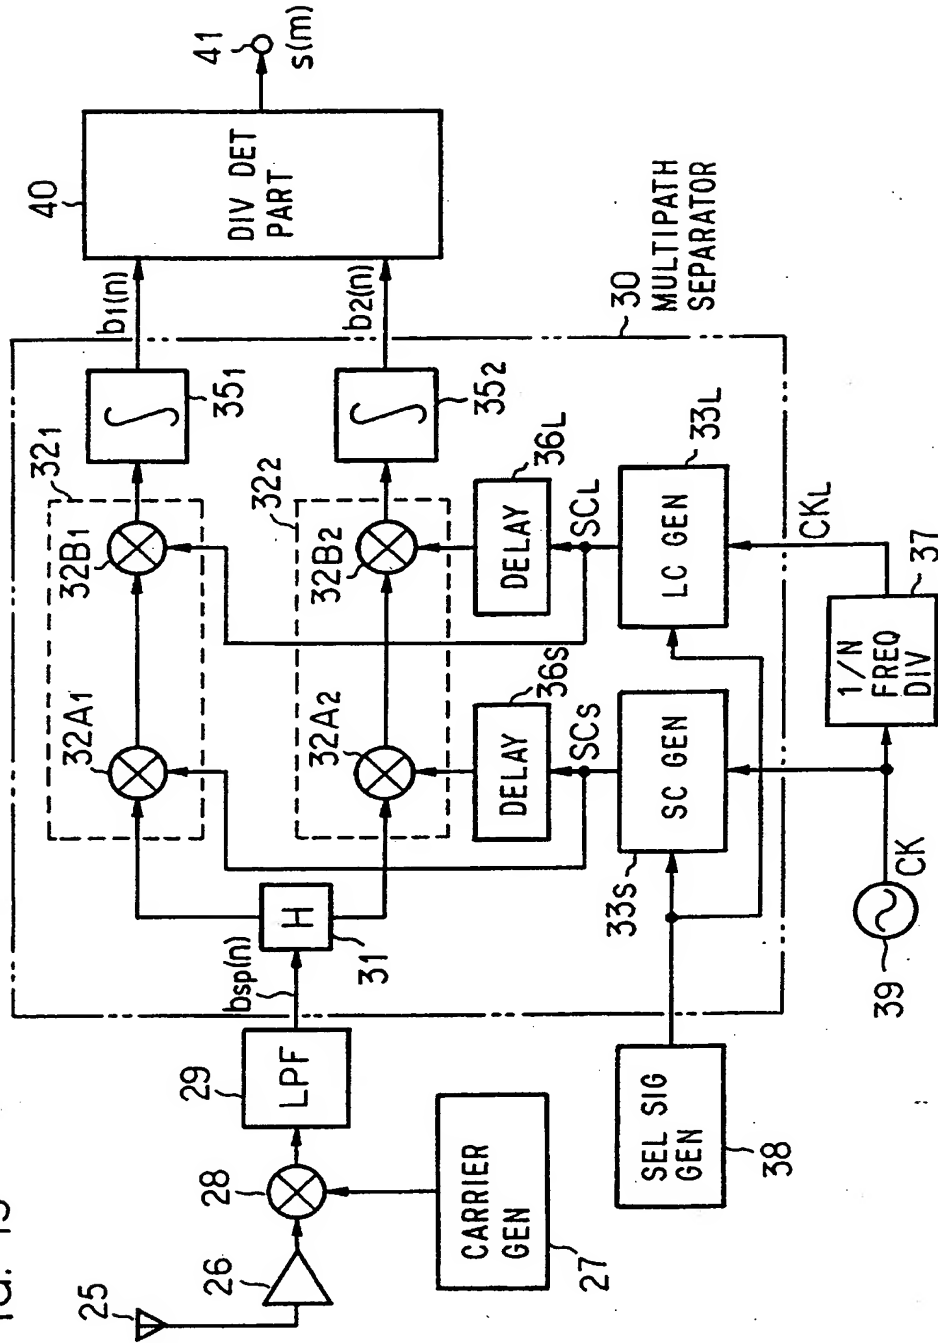 25
26
28
CARRIER
GEN
27
29
LPF
bsp(n)
H
31
321
32A1
32B1
322
32A2
32B2
351
∫
b1(n)
352
∫
b2(n)
40
DIV DET
PART
41
s(m)
30
MULTIPATH
SEPARATOR
36S
DELAY
SCS
36L
DELAY
SCL
33S
SC GEN
33L
LC GEN
CKL
SEL SIG
GEN
38
39
CK
1/N
FREQ
DIV
37